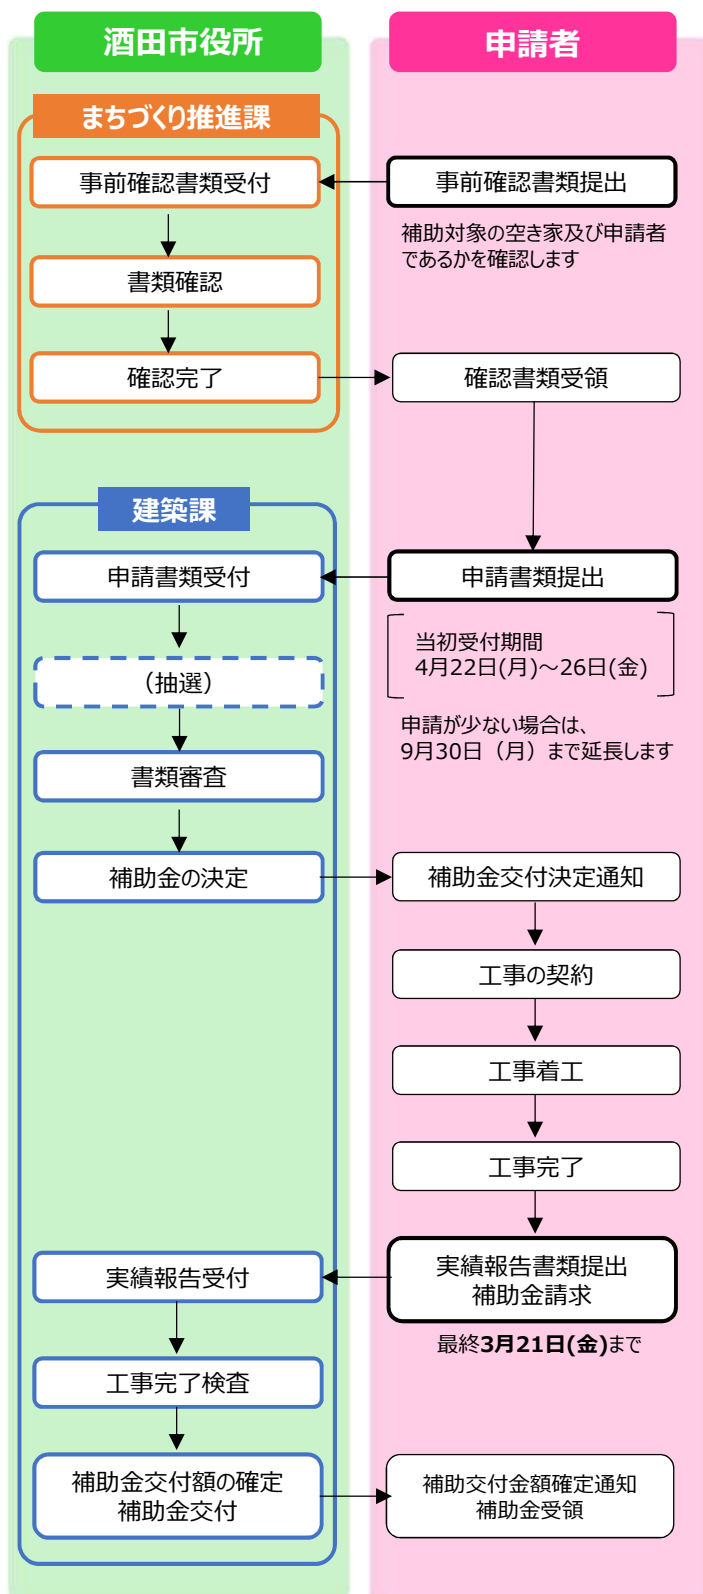 酒田市役所
申請者
まちづくり推進課
事前確認書類受付
事前確認書類提出
補助対象の空き家及び申請者
であるかを確認します
書類確認
確認完了
確認書類受領
建築課
申請書類受付
申請書類提出
当初受付期間
4月22日(月)~26日(金)
(抽選)
申請が少ない場合は、
9月30日(月)まで延長します
書類審査
補助金の決定
補助金交付決定通知
工事の契約
工事着工
工事完了
実績報告受付
実績報告書類提出
補助金請求
最終3月21日(金)まで
工事完了検査
補助金交付額の確定
補助金交付
補助交付金額確定通知
補助金受領